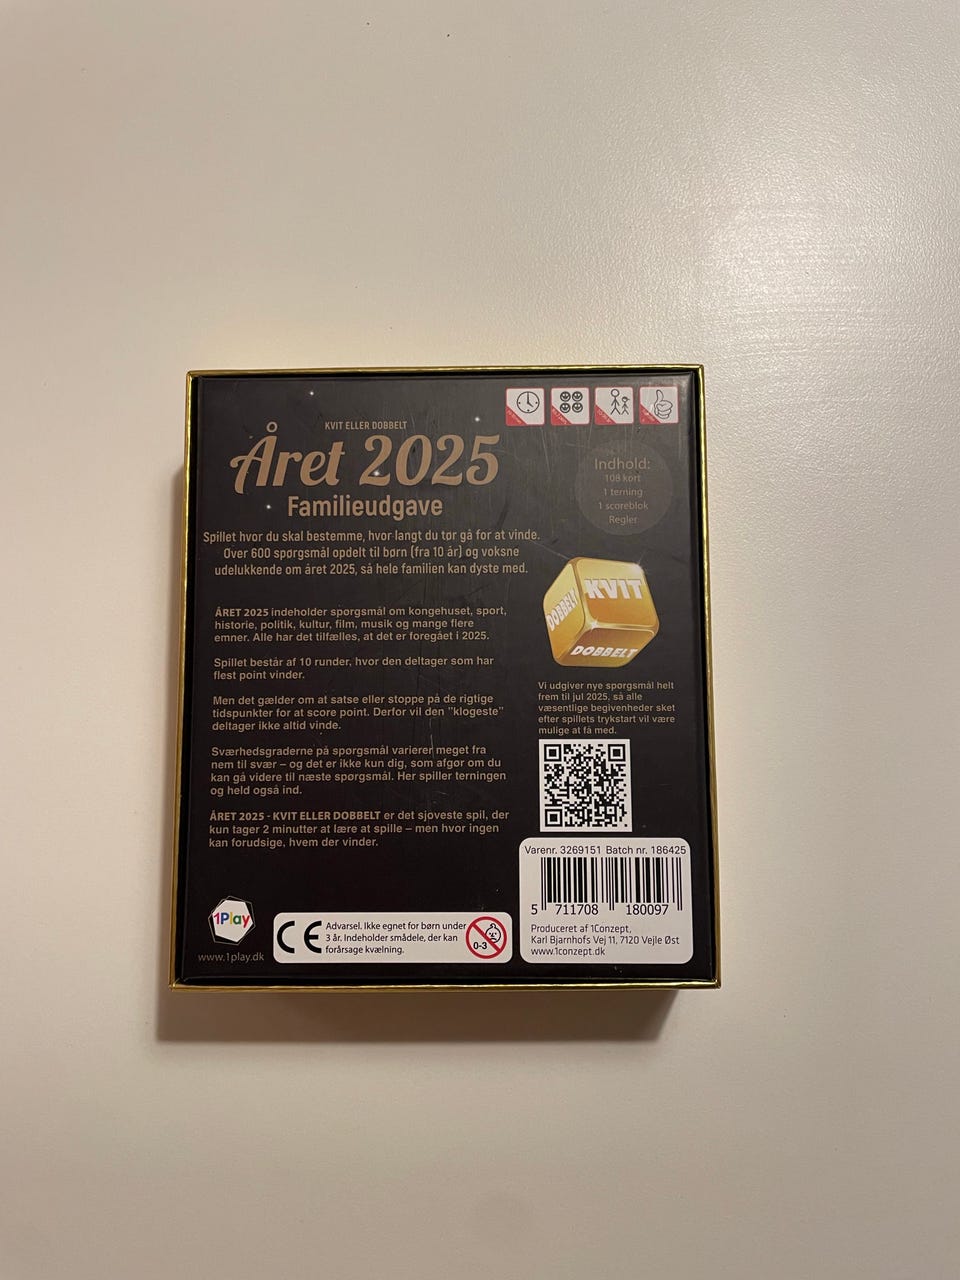 KVIT ELLER DOBBELT
Året 2025
Familieudgave
Spillet hvor du skal bestemme, hvor langt du tør gå for at vinde.
Over 600 spørgsmål opdelt til børn (fra 10 år) og voksne
udelukkende om året 2025, så hele familien kan dyste med.
Indhold:
108 kort
1 terning
1 scoreblok
Regler
KVIT
DOBBELT
DOBBELT
ÅRET 2025 indeholder spørgsmål om kongehuset, sport,
historie, politik, kultur, film, musik og mange flere
emner. Alle har det tilfælles, at det er foregået i 2025.
Spillet består af 10 runder, hvor den deltager som har
flest point vinder.
Men det gælder om at satse eller stoppe på de rigtige
tidspunkter for at score point. Derfor vil den "klogeste"
deltager ikke altid vinde.
Sværhedsgraderne på spørgsmål varierer meget fra
nem til svær – og det er ikke kun dig, som afgør om du
kan gå videre til næste spørgsmål. Her spiller terningen
og held også ind.
ÅRET 2025 - KVIT ELLER DOBBELT er det sjoveste spil, der
kun tager 2 minutter at lære at spille – men hvor ingen
kan forudsige, hvem der vinder.
Vi udgiver nye spørgsmål helt
frem til jul 2025, så alle
væsentlige begivenheder sket
efter spillets trykstart vil være
mulige at få med.
Varenr. 3269151 Batch nr. 186425
5 711708 180097
Produceret af 1Conzept,
Karl Bjarnhofs Vej 11, 7120 Vejle Øst
www.1conzept.dk
1Play
www.1play.dk
CE
Advarsel. Ikke egnet for børn under
3 år. Indeholder smådele, der kan
forårsage kvælning.
0-3